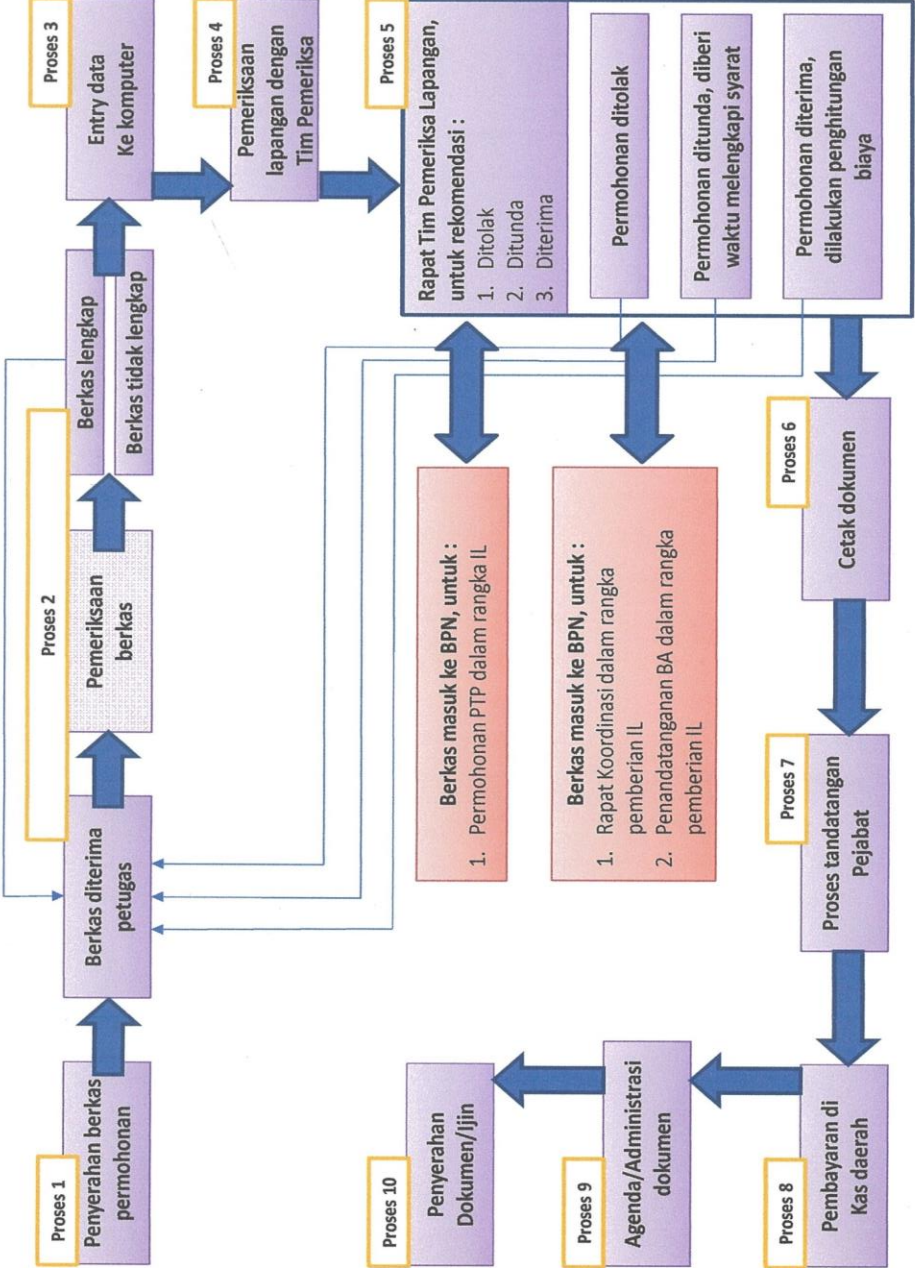 Proses 1
Penyerahan berkas
permohonan
Berkas diterima
petugas
Proses 2
Pemeriksaan
berkas
Berkas lengkap
Berkas tidak lengkap
Proses 3
Entry data
Ke komputer
Proses 4
Pemeriksaan
lapangan dengan
Tim Pemeriksa
Proses 5
Rapat Tim Pemeriksa Lapangan,
untuk rekomendasi :
1. Ditolak
2. Ditunda
3. Diterima
Permohonan ditolak
Permohonan ditunda, diberi
waktu melengkapi syarat
Permohonan diterima,
dilakukan penghitungan
biaya
Berkas masuk ke BPN, untuk :
1. Permohonan PTP dalam rangka IL
Berkas masuk ke BPN, untuk :
1. Rapat Koordinasi dalam rangka
pemberian IL
2. Penandatanganan BA dalam rangka
pemberian IL
Proses 6
Cetak dokumen
Proses 7
Proses tandatangan
Pejabat
Proses 8
Pembayaran di
Kas daerah
Proses 9
Agenda/Administrasi
dokumen
Proses 10
Penyerahan
Dokumen/Ijin